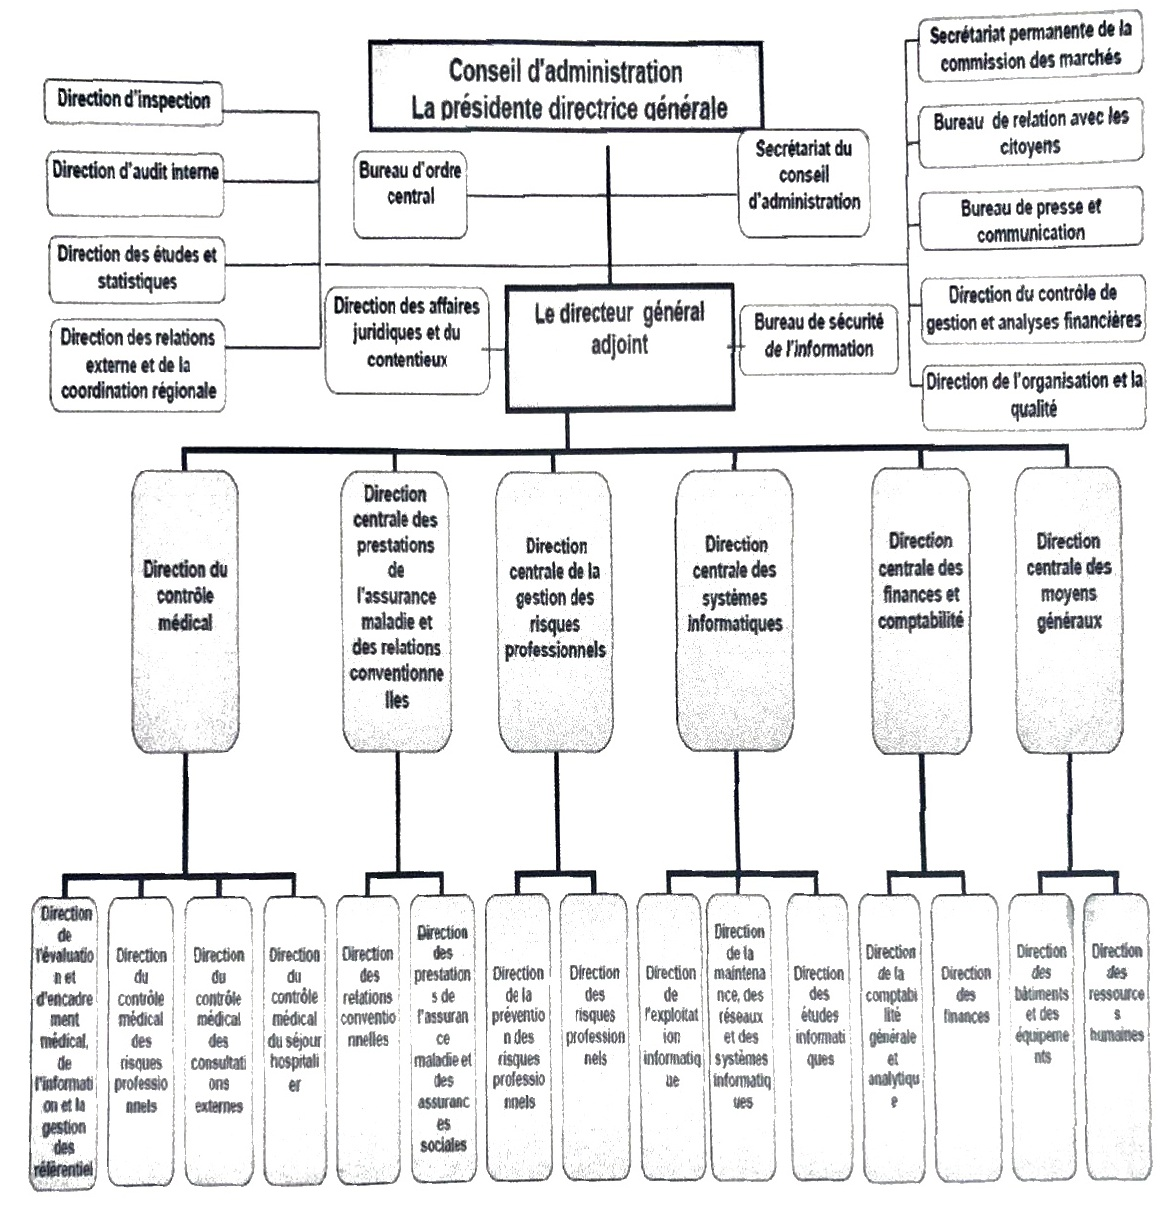 Conseil d'administration
La présidente directrice générale
Direction d'inspection
Direction d'audit interne
Direction des études et
statistiques
Direction des relations
externe et de la
coordination régionale
Bureau d'ordre
central
Secrétariat du
conseil
d'administration
Secrétariat permanente de la
commission des marchés
Bureau de relation avec les
citoyens
Bureau de presse et
communication
Direction du contrôle de
gestion et analyses financières
Direction de l'organisation et la
qualité
Direction des affaires
juridiques et du
contentieux
Le directeur général
adjoint
Bureau de sécurité
de l'information
Direction du
contrôle
médical
Direction
centrale des
prestations
de
l'assurance
maladie et
des relations
conventionne
lles
Direction
centrale de la
gestion des
risques
professionnels
Direction
centrale des
systèmes
informatiques
Direction
centrale des
finances et
comptabilité
Direction
centrale des
moyens
généraux
Direction
de
l'évaluatio
n et
d'encadre
ment
médical,
de
l'informati
on et la
gestion
des
référentiel
Direction
du
contrôle
médical
des
risques
professio
nnels
Direction
du
contrôle
médical
des
consultati
ons
externes
Direction
du
contrôle
médical
du séjour
hospitali
er
Direction
des
relations
conventio
nnelles
Direction
des
prestation
s de
l'assuran
ce
maladie et
des
assuranc
es
sociales
Direction
de la
préventio
n des
risques
professio
nnels
Direction
des
risques
profession
nels
Direction
de
l'exploitat
ion
informatiq
ue
Direction
de la
maintena
nce, des
réseaux
et des
systèmes
informatiq
ues
Direction
des
études
informati
ques
Direction
de la
comptabi
lité
générale
et
analytiqu
e
Direction
des
finances
Direction
des
bâtiments
et des
équipeme
nts
Direction
des
ressource
s
humaines